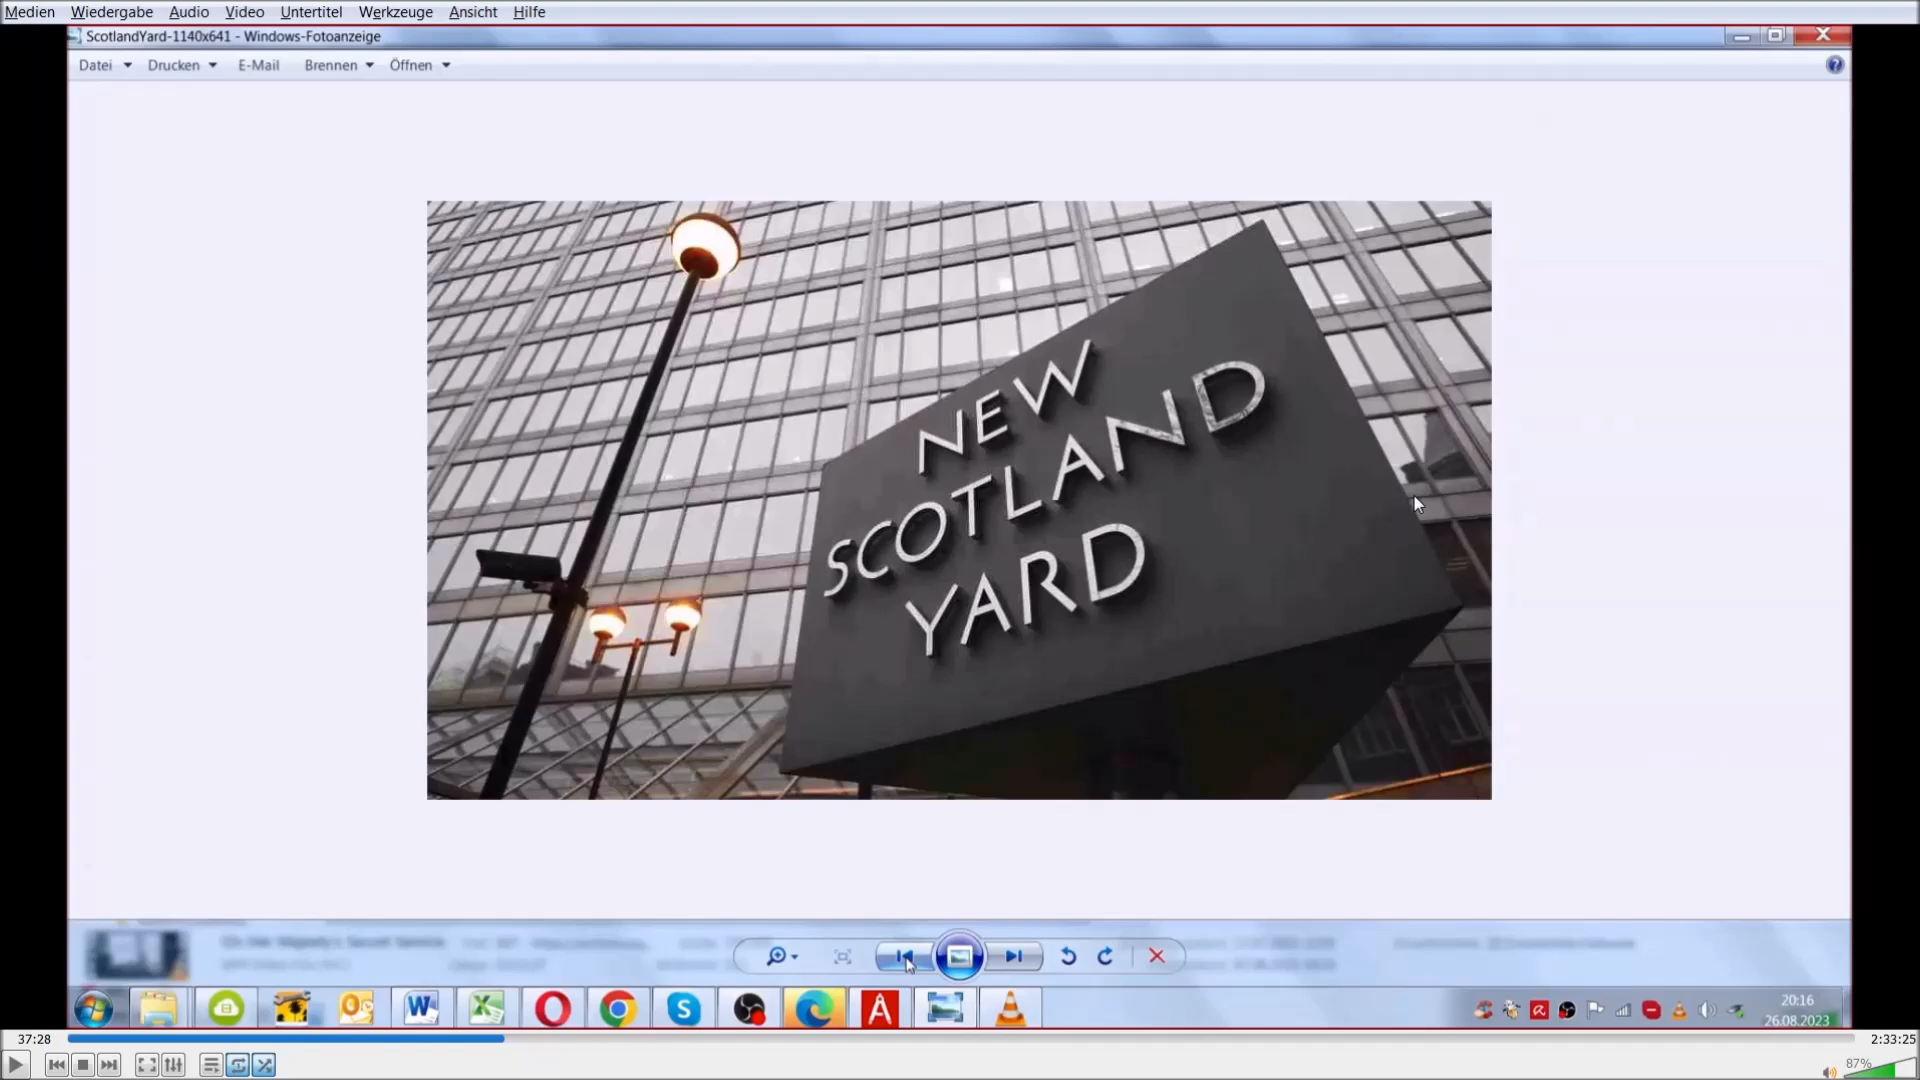 Medien Wiedergabe Audio Video Untertitel Werkzeuge Ansicht Hilfe
ScotlandYard-1140x641 - Windows-Fotoanzeige
Datei Drucken E-Mail Brennen Öffnen
NEW
SCOTLAND
YARD
20:16
26.08.2023
37:28
2:33:25
87%